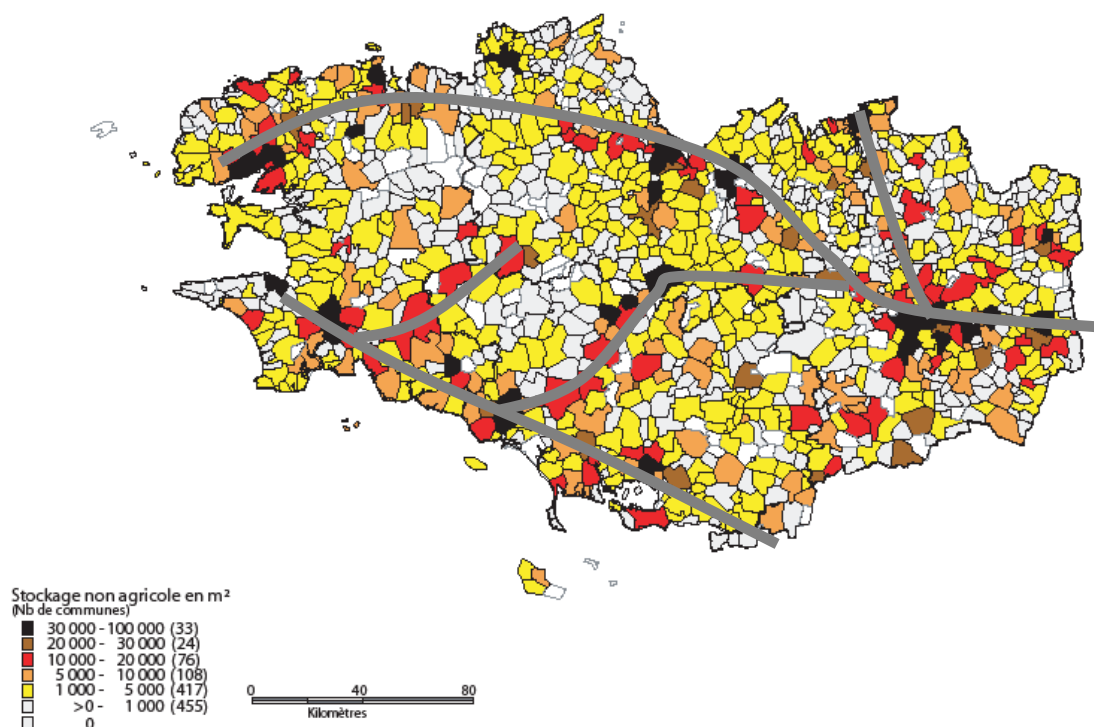 Stockage non agricole en m²
(Nb de communes)
30 000 - 100 000 (33)
20 000 - 30 000 (24)
10 000 - 20 000 (76)
5 000 - 10 000 (108)
1 000 - 5 000 (417)
>0 - 1 000 (455)
0
0 40 80
Kilomètres